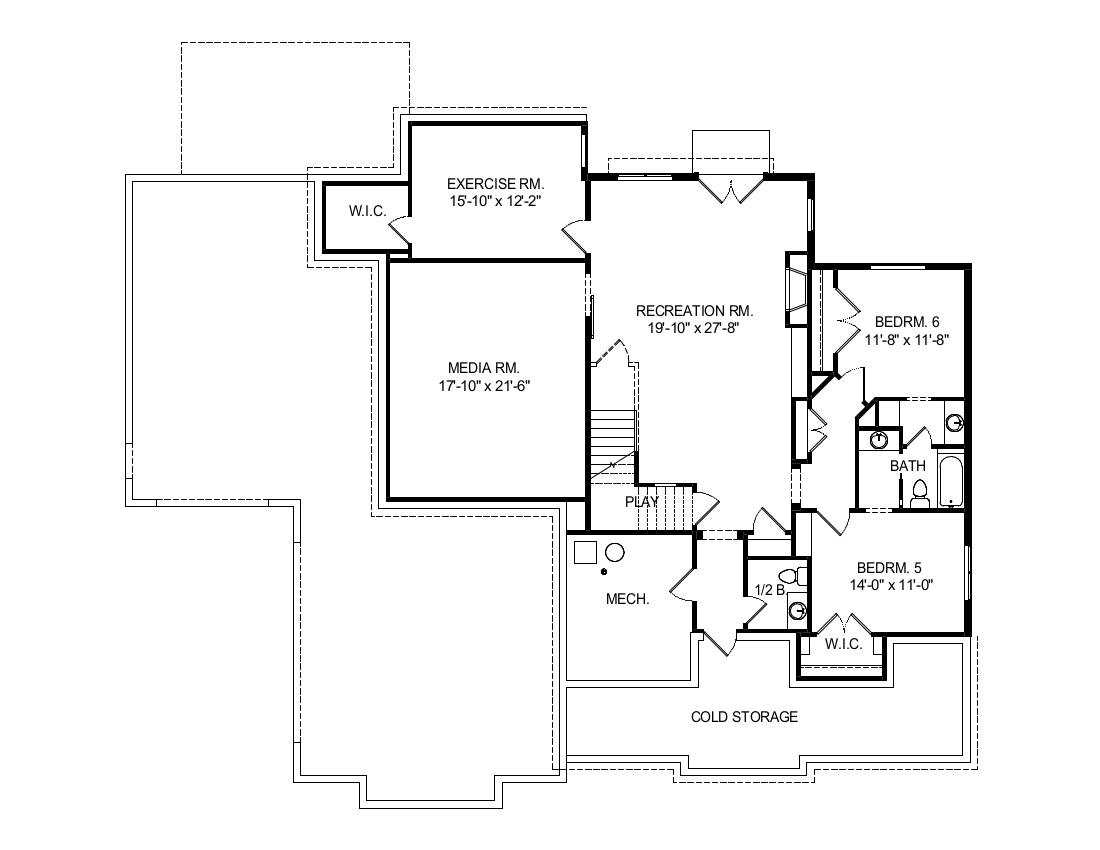 EXERCISE RM.
15'-10" x 12'-2"
W.I.C.
RECREATION RM.
19'-10" x 27'-8"
BEDRM. 6
11'-8" x 11'-8"
MEDIA RM.
17'-10" x 21'-6"
BATH
PLAY
BEDRM. 5
14'-0" x 11'-0"
1/2 B.
MECH.
W.I.C.
COLD STORAGE